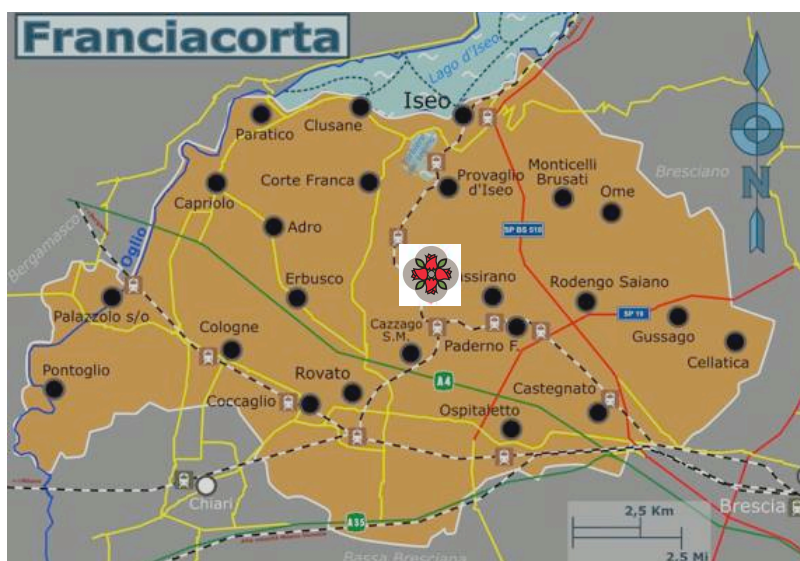 Franciacorta
Lago d'Iseo
Iseo
Clusane
Paratico
Monticelli
Brusati
Bresciano
Provaglio
d'Iseo
Corte Franca
Capriolo
Ome
N
Adro
SP BS 510
Bergamasco
Oglio
Erbusco
ssirano
Rodengo Saiano
Palazzolo s/o
SP 19
Gussago
Cologne
Cazzago
S.M.
Paderno F.
Cellatica
Pontoglio
Rovato
A4
Castegnato
Coccaglio
Ospitaletto
Chiari
Brescia
A35
2,5 Km
2.5 Mi
Bassa Bresciana